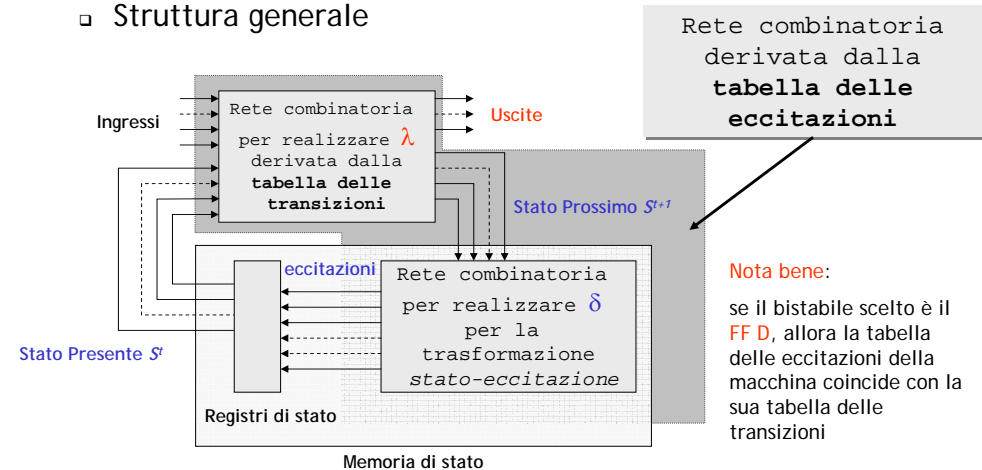 Struttura generale
Rete combinatoria
derivata dalla
tabella delle
eccitazioni
Ingressi
Rete combinatoria
per realizzare λ
derivata dalla
tabella delle
transizioni
Uscite
Stato Prossimo S^{t+1}
eccitazioni
Rete combinatoria
per realizzare δ
per la
trasformazione
stato-eccitazione
Stato Presente S^t
Registri di stato
Memoria di stato
Nota bene:
se il bistabile scelto è il
FF D, allora la tabella
delle eccitazioni della
macchina coincide con la
sua tabella delle
transizioni